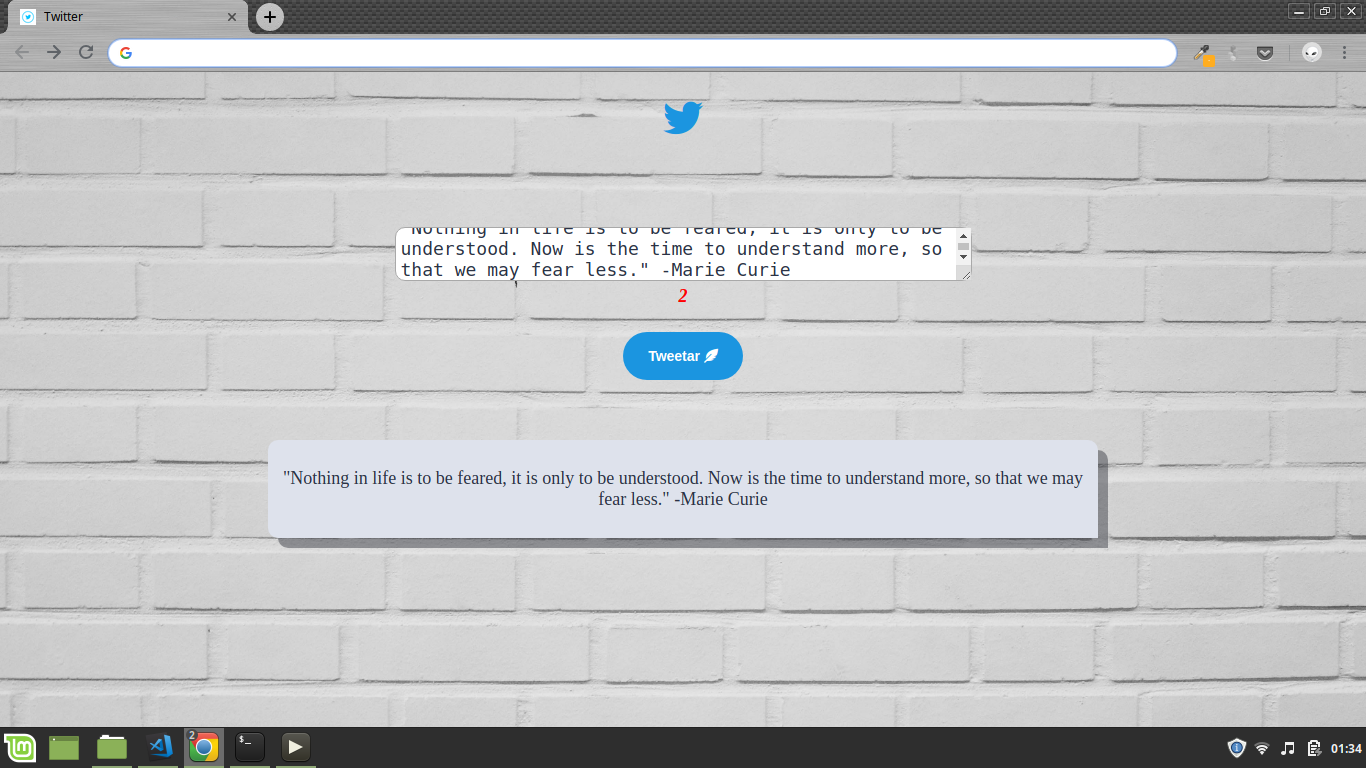 Twitter
"Nothing in life is to be feared, it is only to be
understood. Now is the time to understand more, so
that we may fear less." -Marie Curie
2
Tweetar
"Nothing in life is to be feared, it is only to be understood. Now is the time to understand more, so that we may
fear less." -Marie Curie
2
$_
01:34